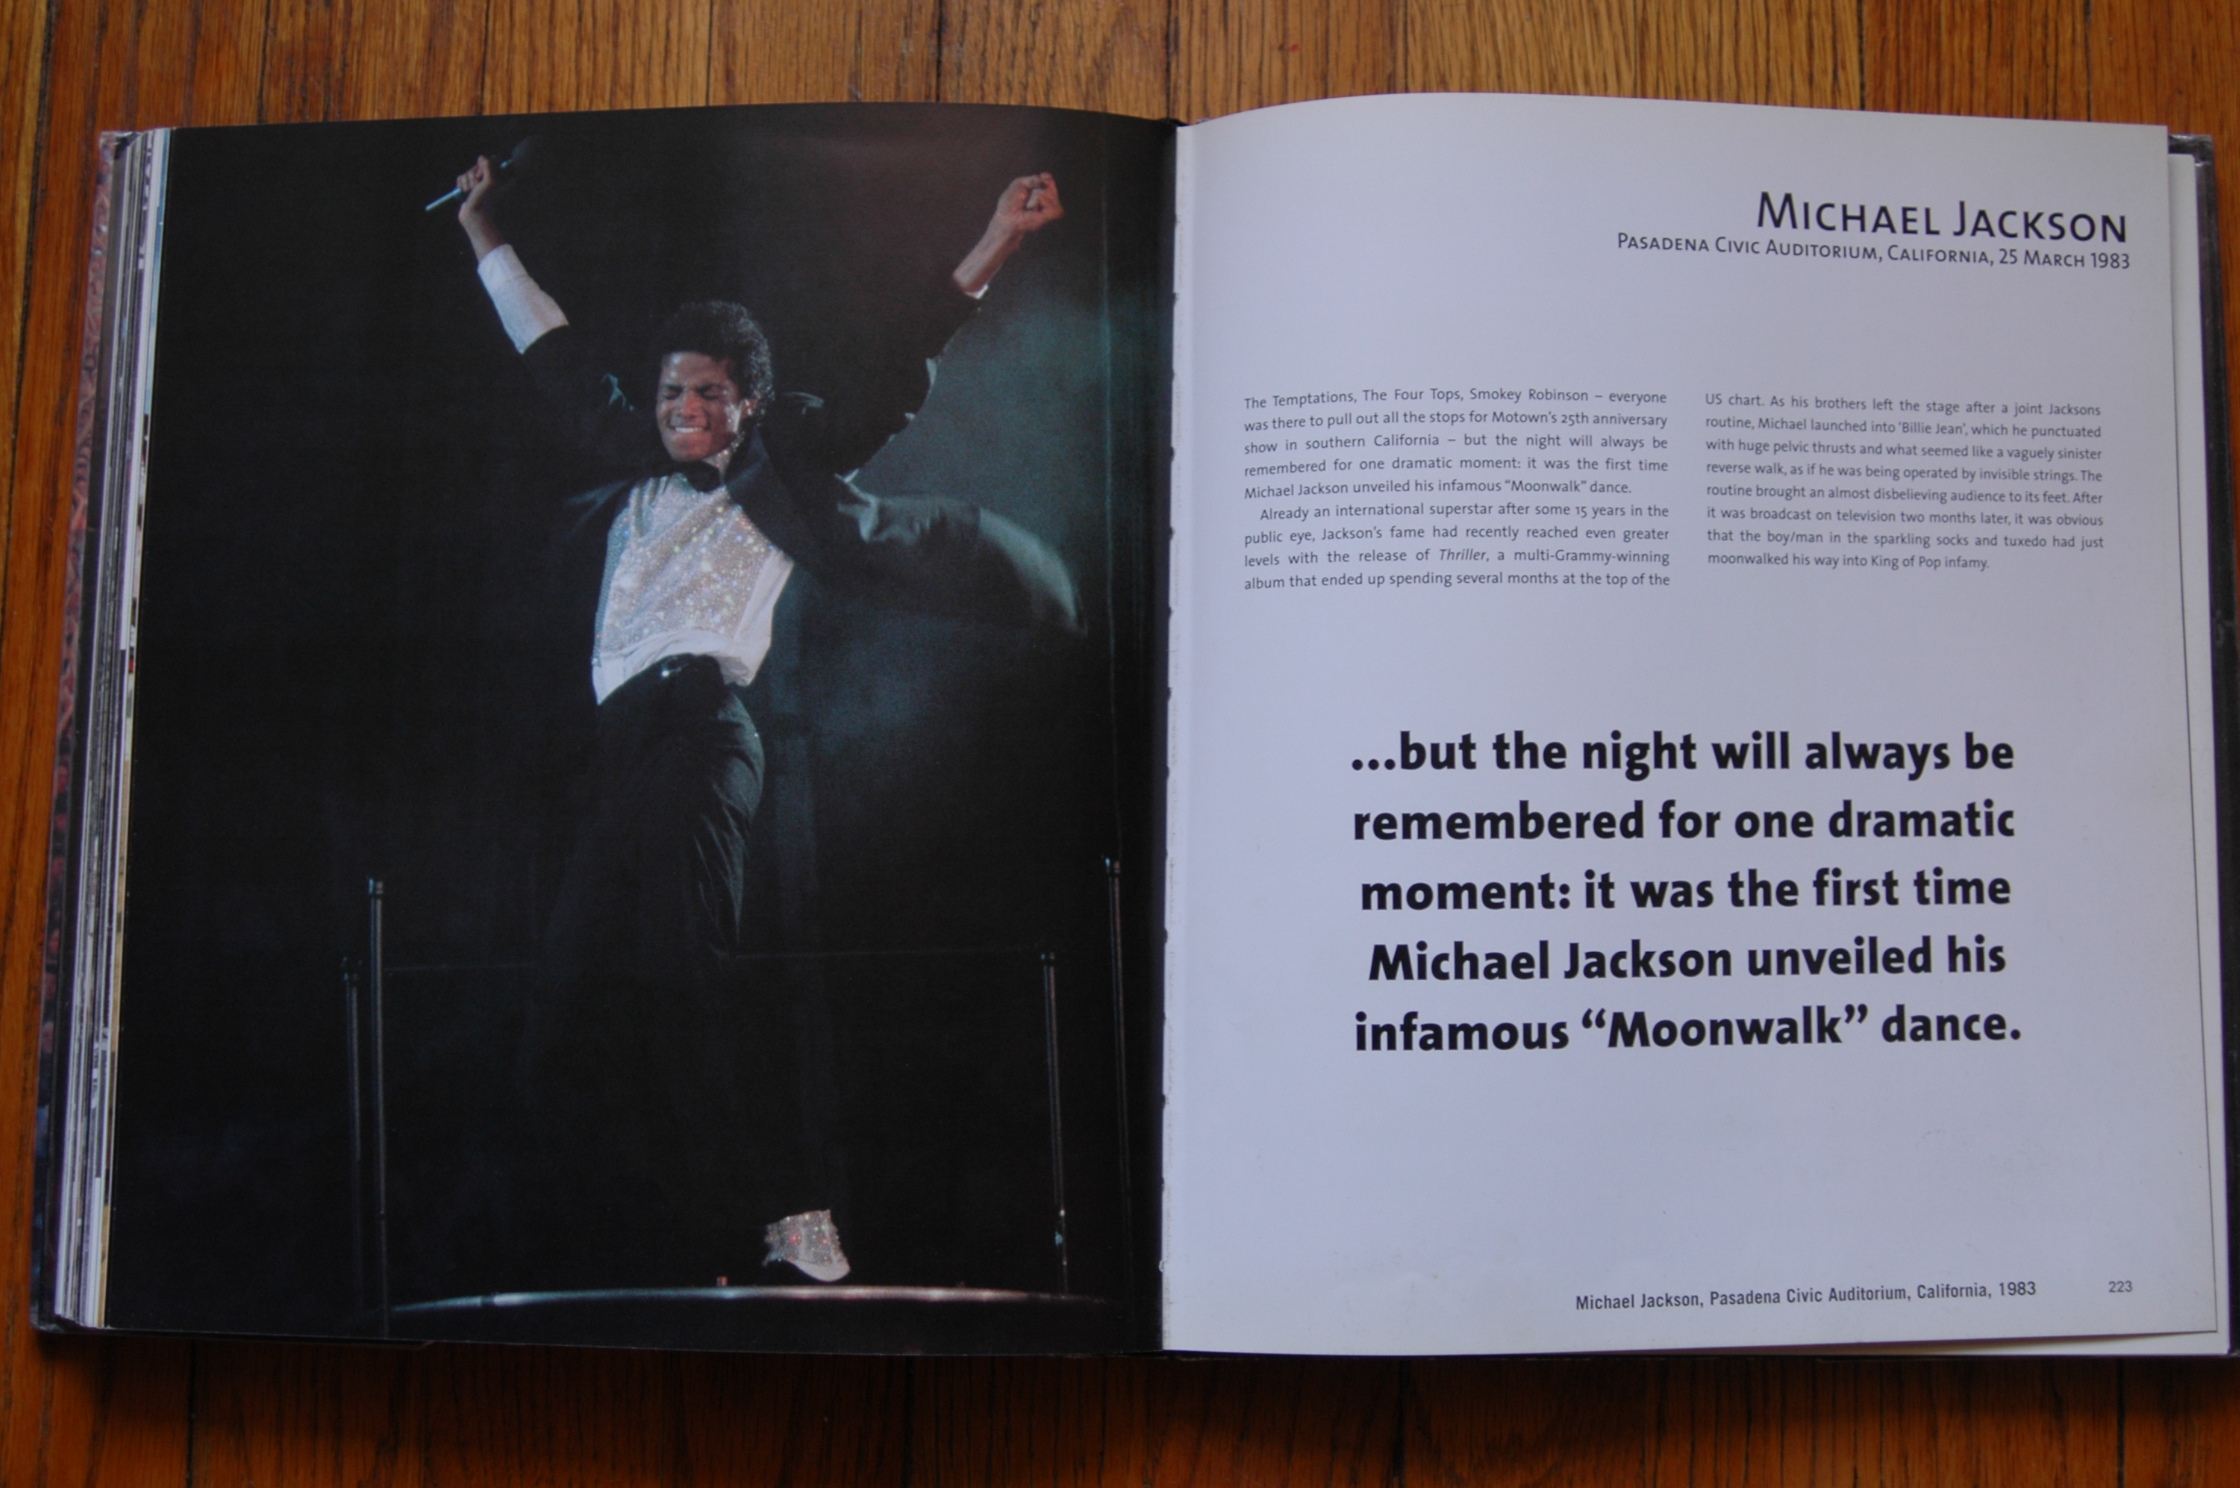 MICHAEL JACKSON
PASADENA CIVIC AUDITORIUM, CALIFORNIA, 25 MARCH 1983
The Temptations, The Four Tops, Smokey Robinson – everyone
was there to pull out all the stops for Motown's 25th anniversary
show in southern California – but the night will always be
remembered for one dramatic moment: it was the first time
Michael Jackson unveiled his infamous "Moonwalk" dance.
Already an international superstar after some 15 years in the
public eye, Jackson's fame had recently reached even greater
levels with the release of Thriller, a multi-Grammy-winning
album that ended up spending several months at the top of the
US chart. As his brothers left the stage after a joint Jacksons
routine, Michael launched into 'Billie Jean', which he punctuated
with huge pelvic thrusts and what seemed like a vaguely sinister
reverse walk, as if he was being operated by invisible strings. The
routine brought an almost disbelieving audience to its feet. After
it was broadcast on television two months later, it was obvious
that the boy/man in the sparkling socks and tuxedo had just
moonwalked his way into King of Pop infamy.
...but the night will always be
remembered for one dramatic
moment: it was the first time
Michael Jackson unveiled his
infamous “Moonwalk” dance.
Michael Jackson, Pasadena Civic Auditorium, California, 1983
223